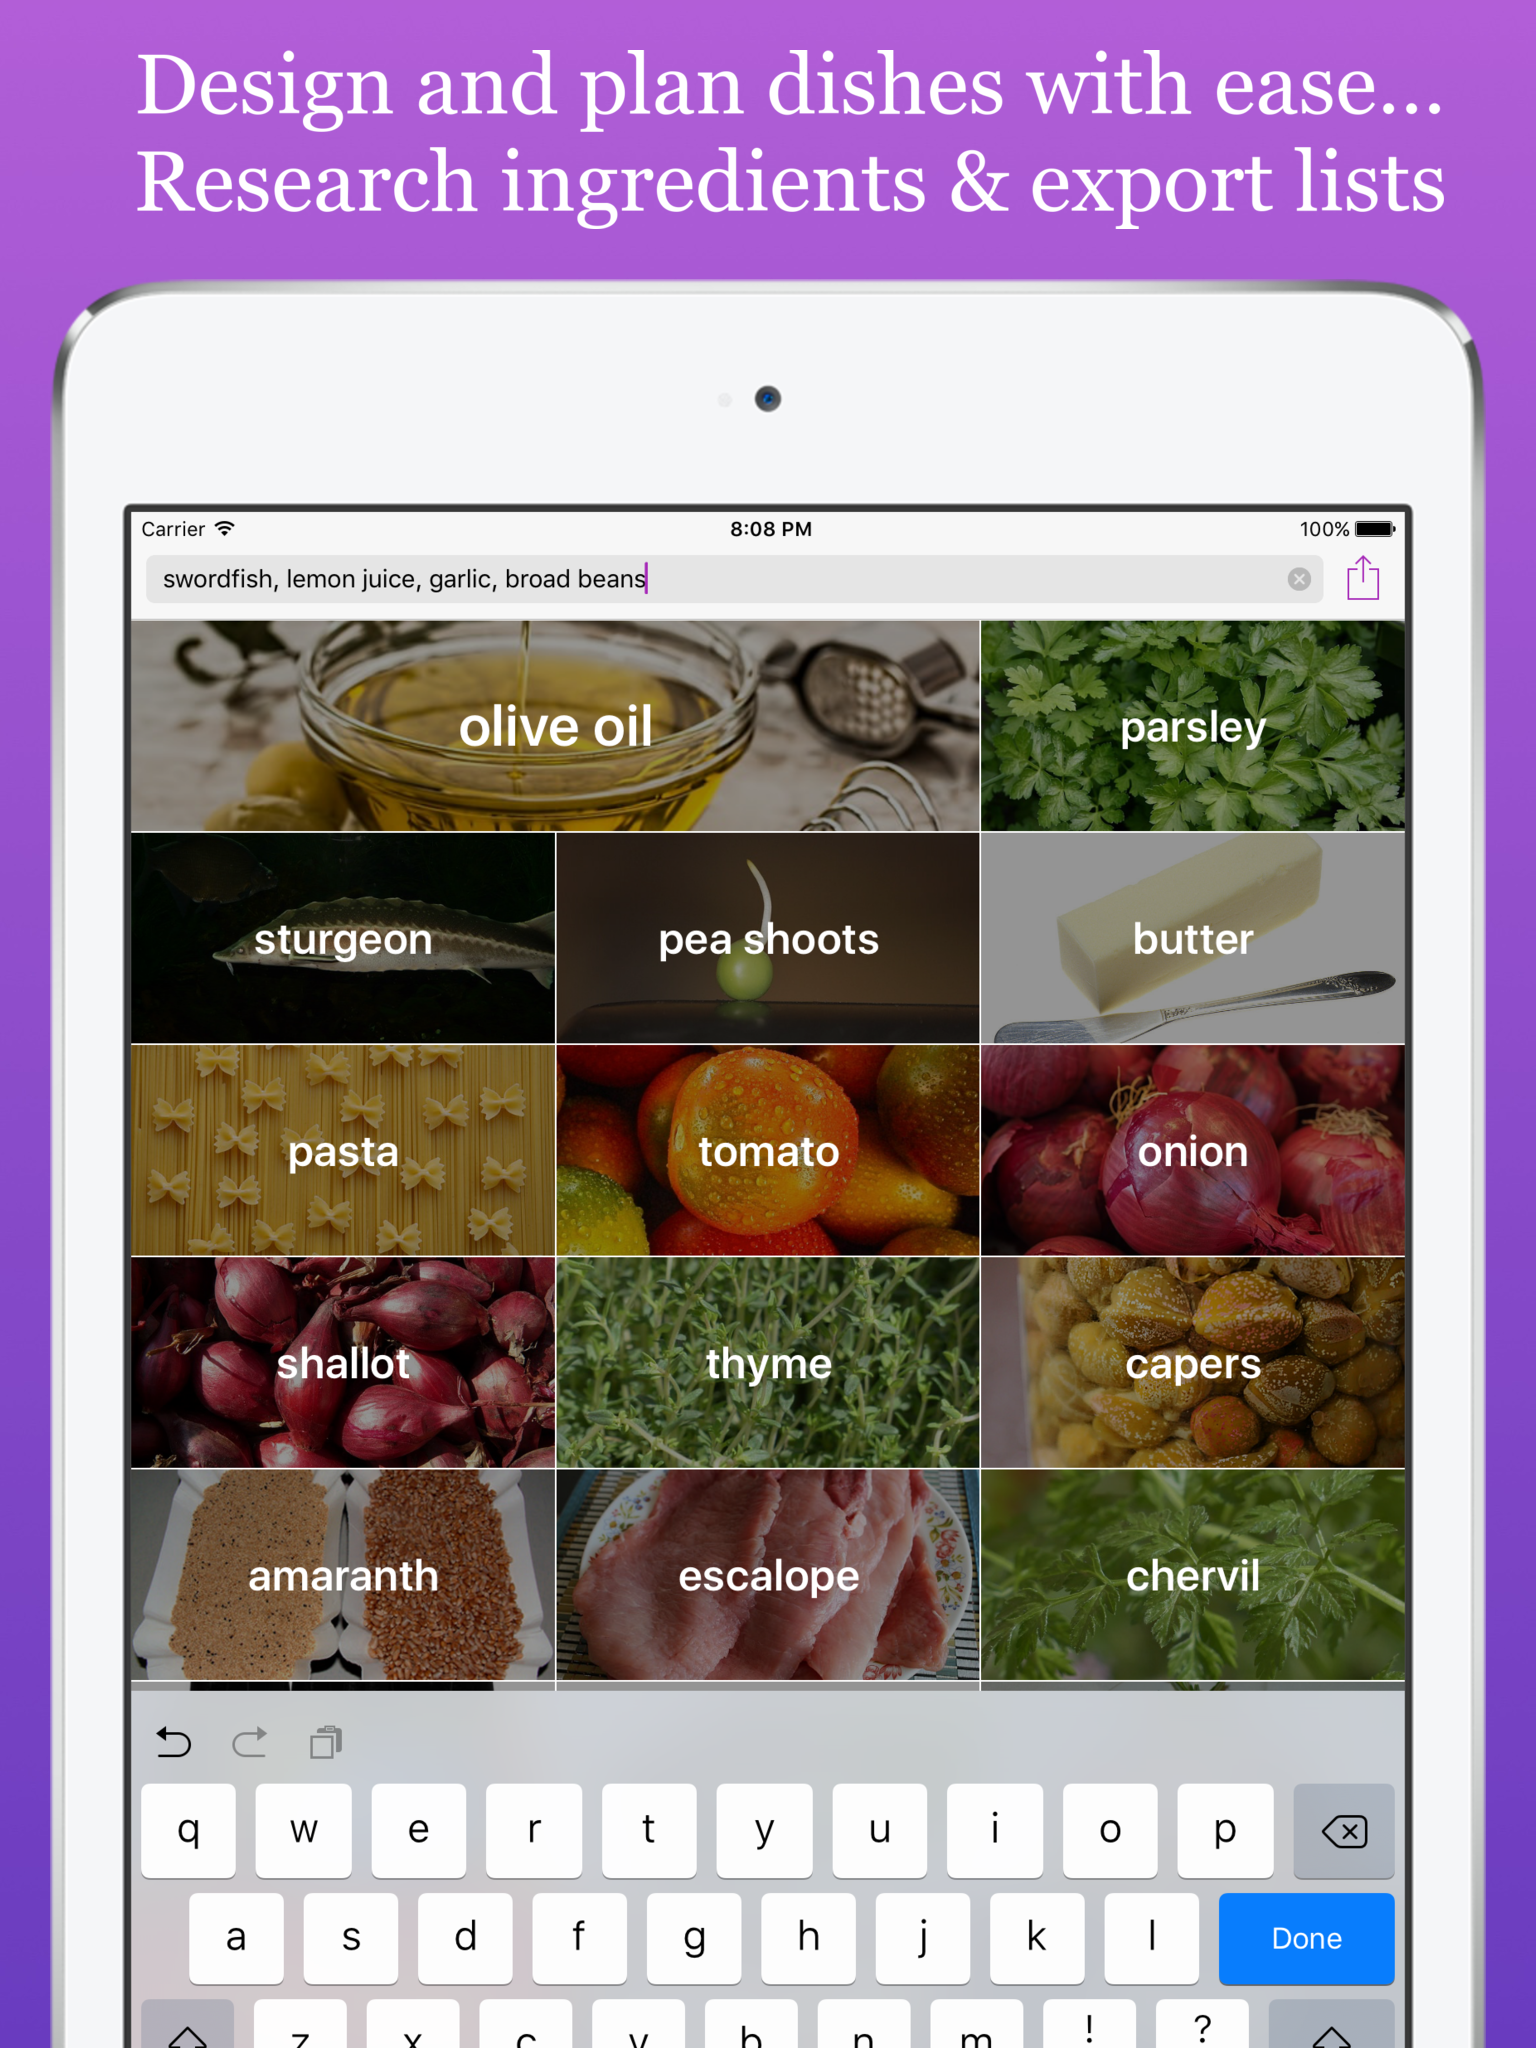 Design and plan dishes with ease...
Research ingredients & export lists
Carrier 8:08 PM 100%
swordfish, lemon juice, garlic, broad beans
olive oil parsley
sturgeon pea shoots butter
pasta tomato onion
shallot thyme capers
amaranth escalope chervil
q w e r t y u i o p
a s d f g h j k l Done
z x c v b n m ! ?